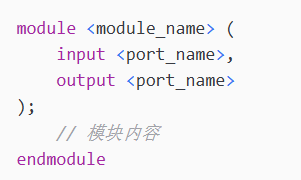 module <module_name> (
    input <port_name>,
    output <port_name>
);
    // 模块内容
endmodule